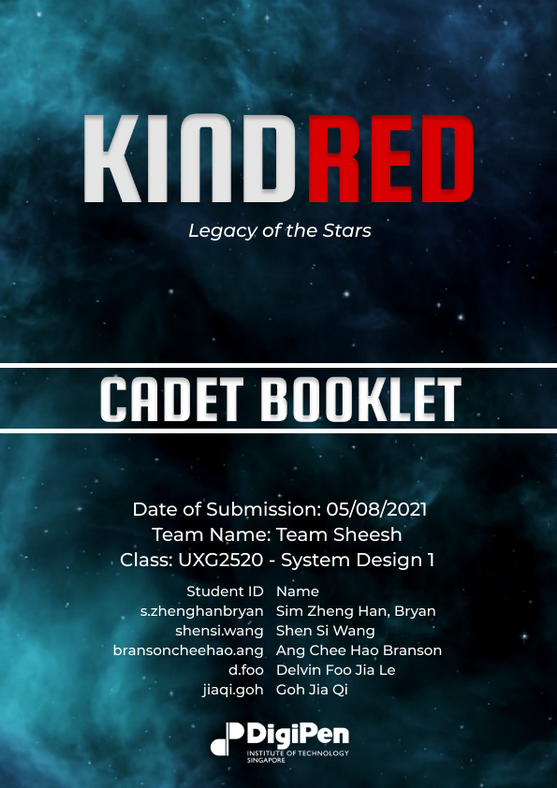 KINDRED
Legacy of the Stars
CADET BOOKLET
Date of Submission: 05/08/2021
Team Name: Team Sheesh
Class: UXG2520 - System Design 1
Student ID Name
s.zhenghanbryan Sim Zheng Han, Bryan
shensi.wang Shen Si Wang
bransoncheehao.ang Ang Chee Hao Branson
d.foo Delvin Foo Jia Le
jiaqi.goh Goh Jia Qi
DigiPen
INSTITUTE OF TECHNOLOGY
SINGAPORE